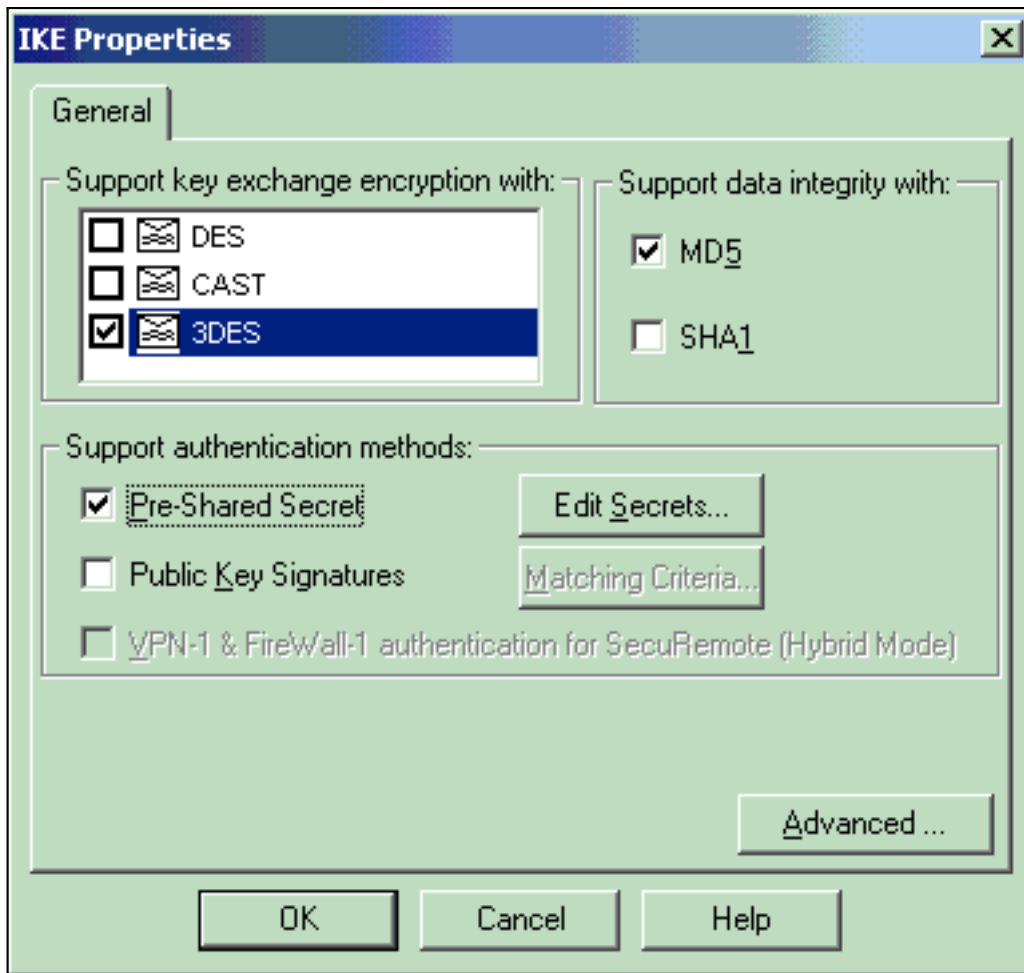 IKE Properties
General
Support key exchange encryption with:
DES
CAST
3DES
Support data integrity with:
MD5
SHA1
Support authentication methods:
Pre-Shared Secret
Edit Secrets...
Public Key Signatures
Matching Criteria...
VPN-1 & FireWall-1 authentication for SecuRemote (Hybrid Mode)
Advanced ...
OK
Cancel
Help